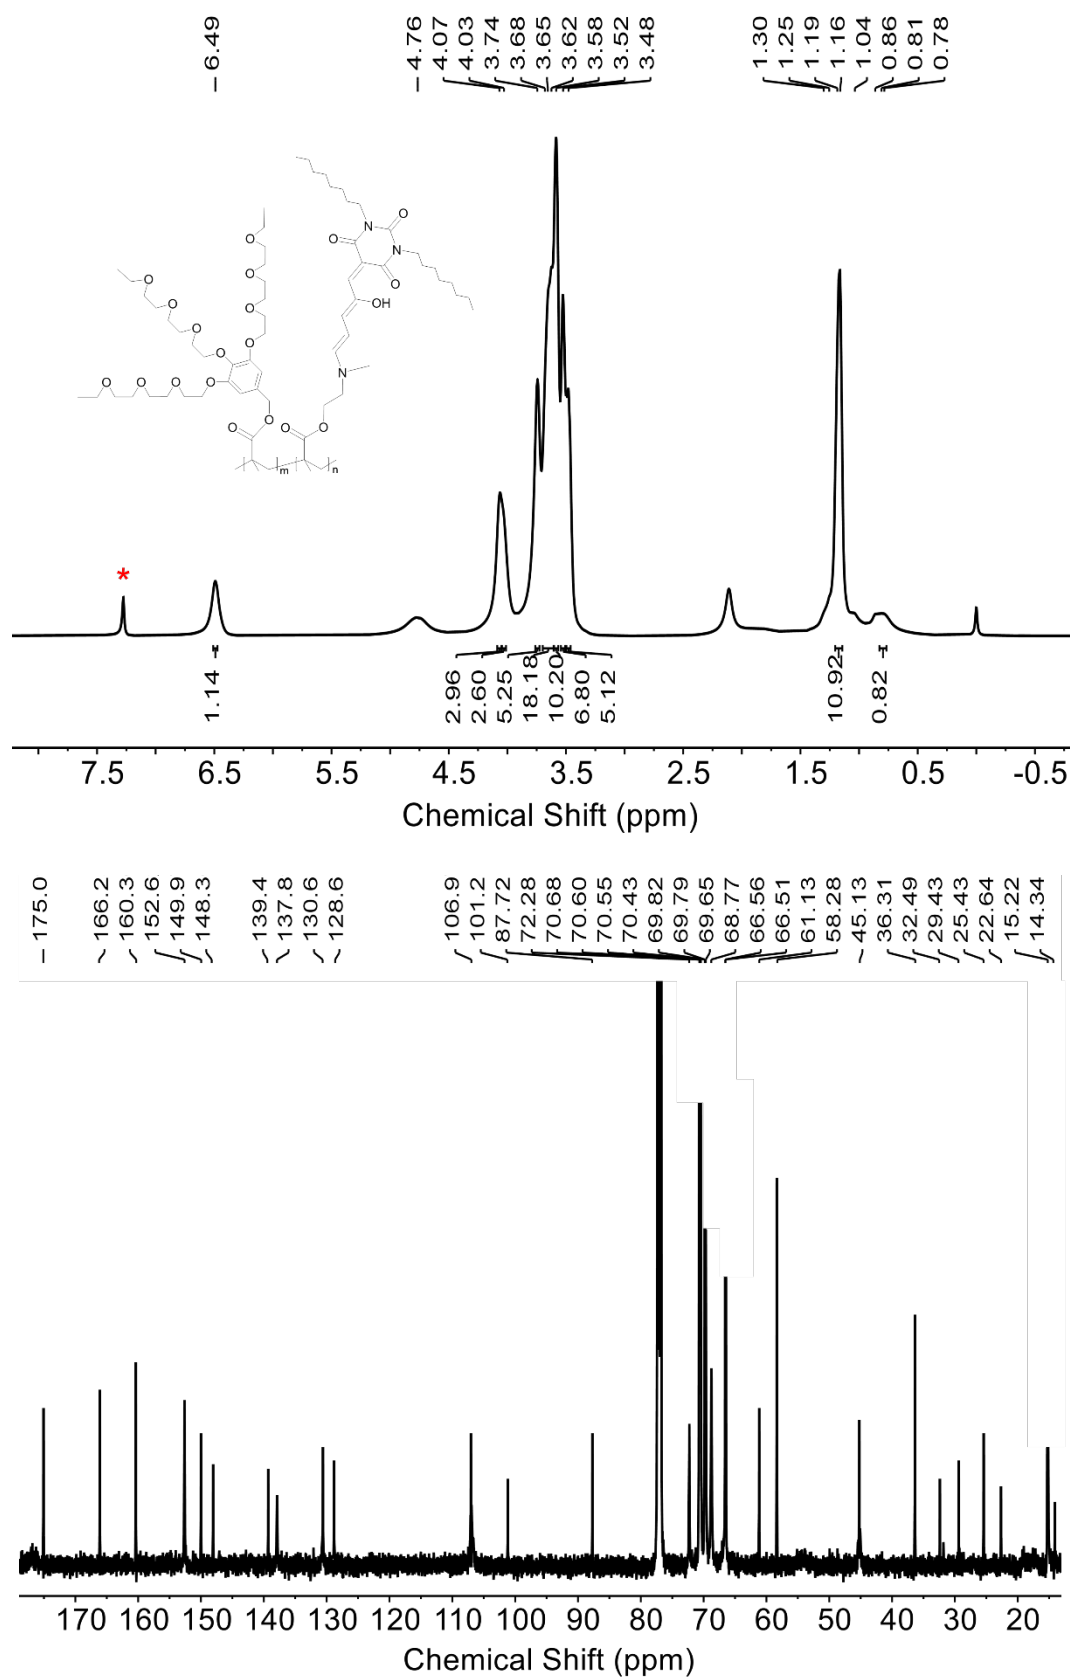 6.49 4.76 4.07 4.03 3.74 3.68 3.65 3.62 3.58 3.52 3.48 1.30 1.25 1.19 1.16 1.04 0.86 0.81 0.78
O
O
O
O
O
O
O
O
O
O
O
O
O
O
N
O
N
O
OH
N
O
O
O
O
m
n
*
1.14 2.96 2.60 5.25 18.18 10.20 6.80 5.12 10.92 0.82
7.5 6.5 5.5 4.5 3.5 2.5 1.5 0.5 -0.5
Chemical Shift (ppm)
175.0 166.2 160.3 152.6 149.9 148.3 139.4 137.8 130.6 128.6 106.9 101.2 87.72 72.28 70.68 70.60 70.55 70.43 69.82 69.79 69.65 68.77 66.56 66.51 61.13 58.28 45.13 36.31 32.49 29.43 25.43 22.64 15.22 14.34
170 160 150 140 130 120 110 100 90 80 70 60 50 40 30 20
Chemical Shift (ppm)